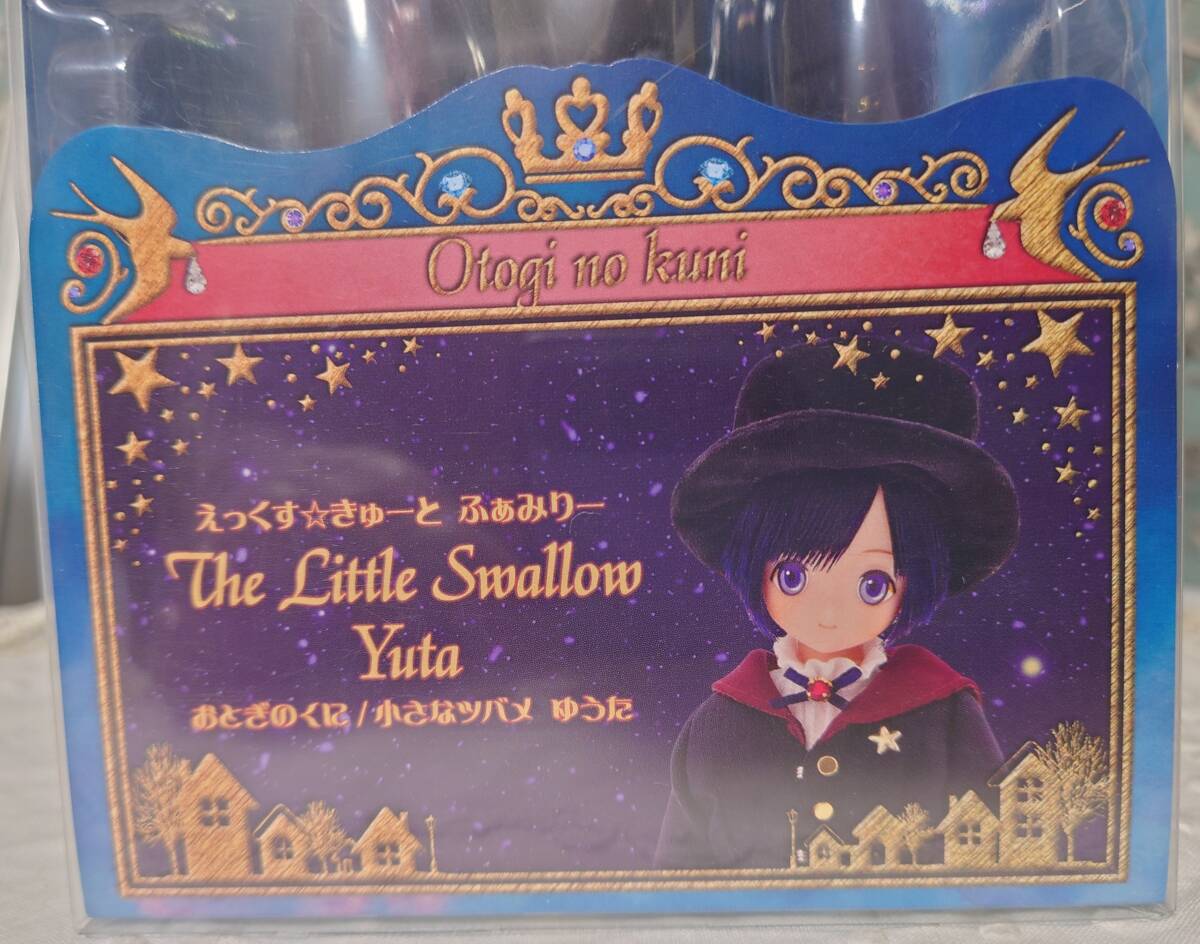 Otogi no kuni
えっくす☆きゅーと ふぁみりー
The Little Swallow
Yuta
おとぎのくに/小さなツバメ ゆうた